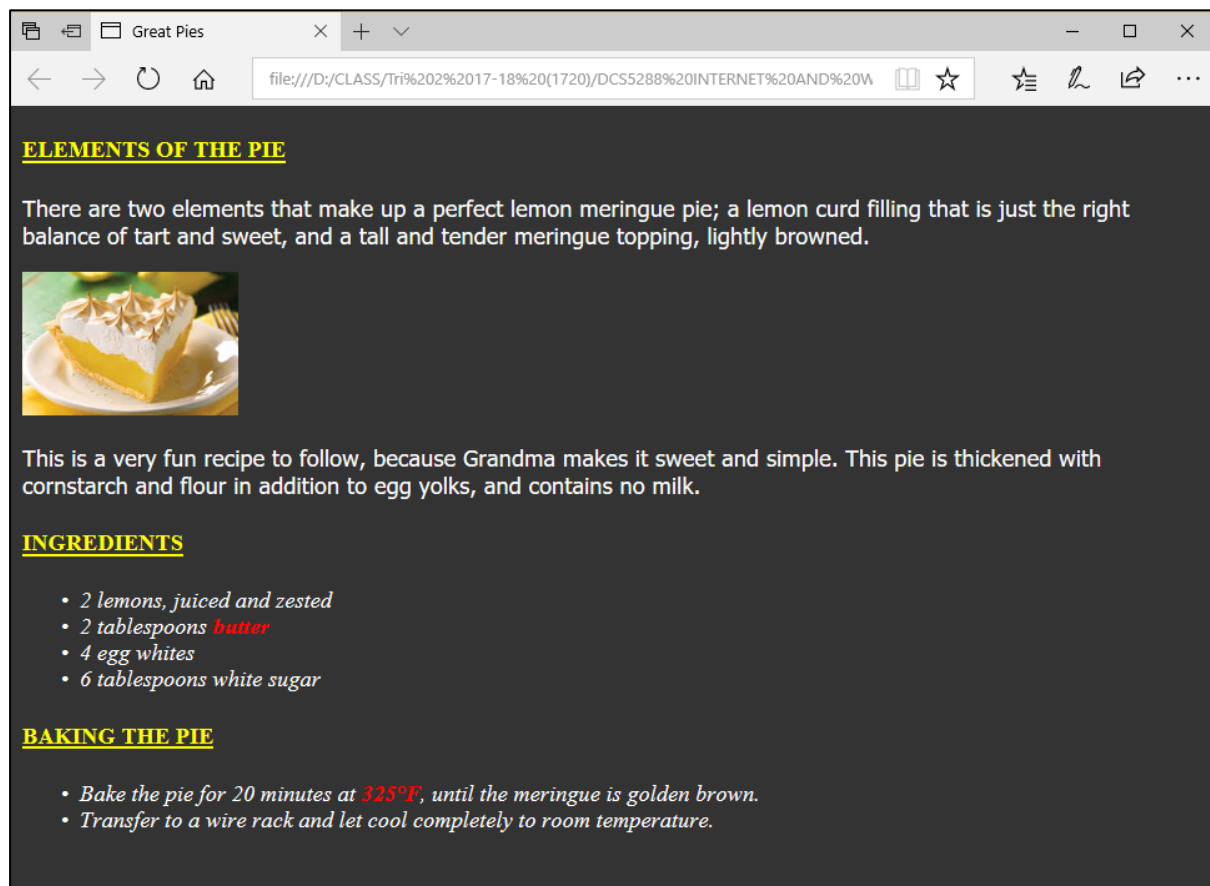 Great Pies
file:///D:/CLASS/Tri%202%2017-18%20(1720)/DCS5288%20INTERNET%20AND%20W
ELEMENTS OF THE PIE
There are two elements that make up a perfect lemon meringue pie; a lemon curd filling that is just the right
balance of tart and sweet, and a tall and tender meringue topping, lightly browned.
This is a very fun recipe to follow, because Grandma makes it sweet and simple. This pie is thickened with
cornstarch and flour in addition to egg yolks, and contains no milk.
INGREDIENTS
• 2 lemons, juiced and zested
• 2 tablespoons butter
• 4 egg whites
• 6 tablespoons white sugar
BAKING THE PIE
• Bake the pie for 20 minutes at 325°F, until the meringue is golden brown.
• Transfer to a wire rack and let cool completely to room temperature.